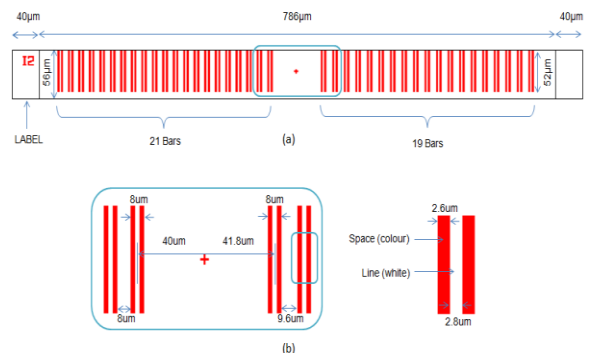 40µm 786µm 40µm
I2
56µm
52µm
LABEL
21 Bars
(a)
19 Bars
8um 8um
40um 41.8um
8um
9.6um
2.6um
Space (colour)
Line (white)
2.8um
(b)